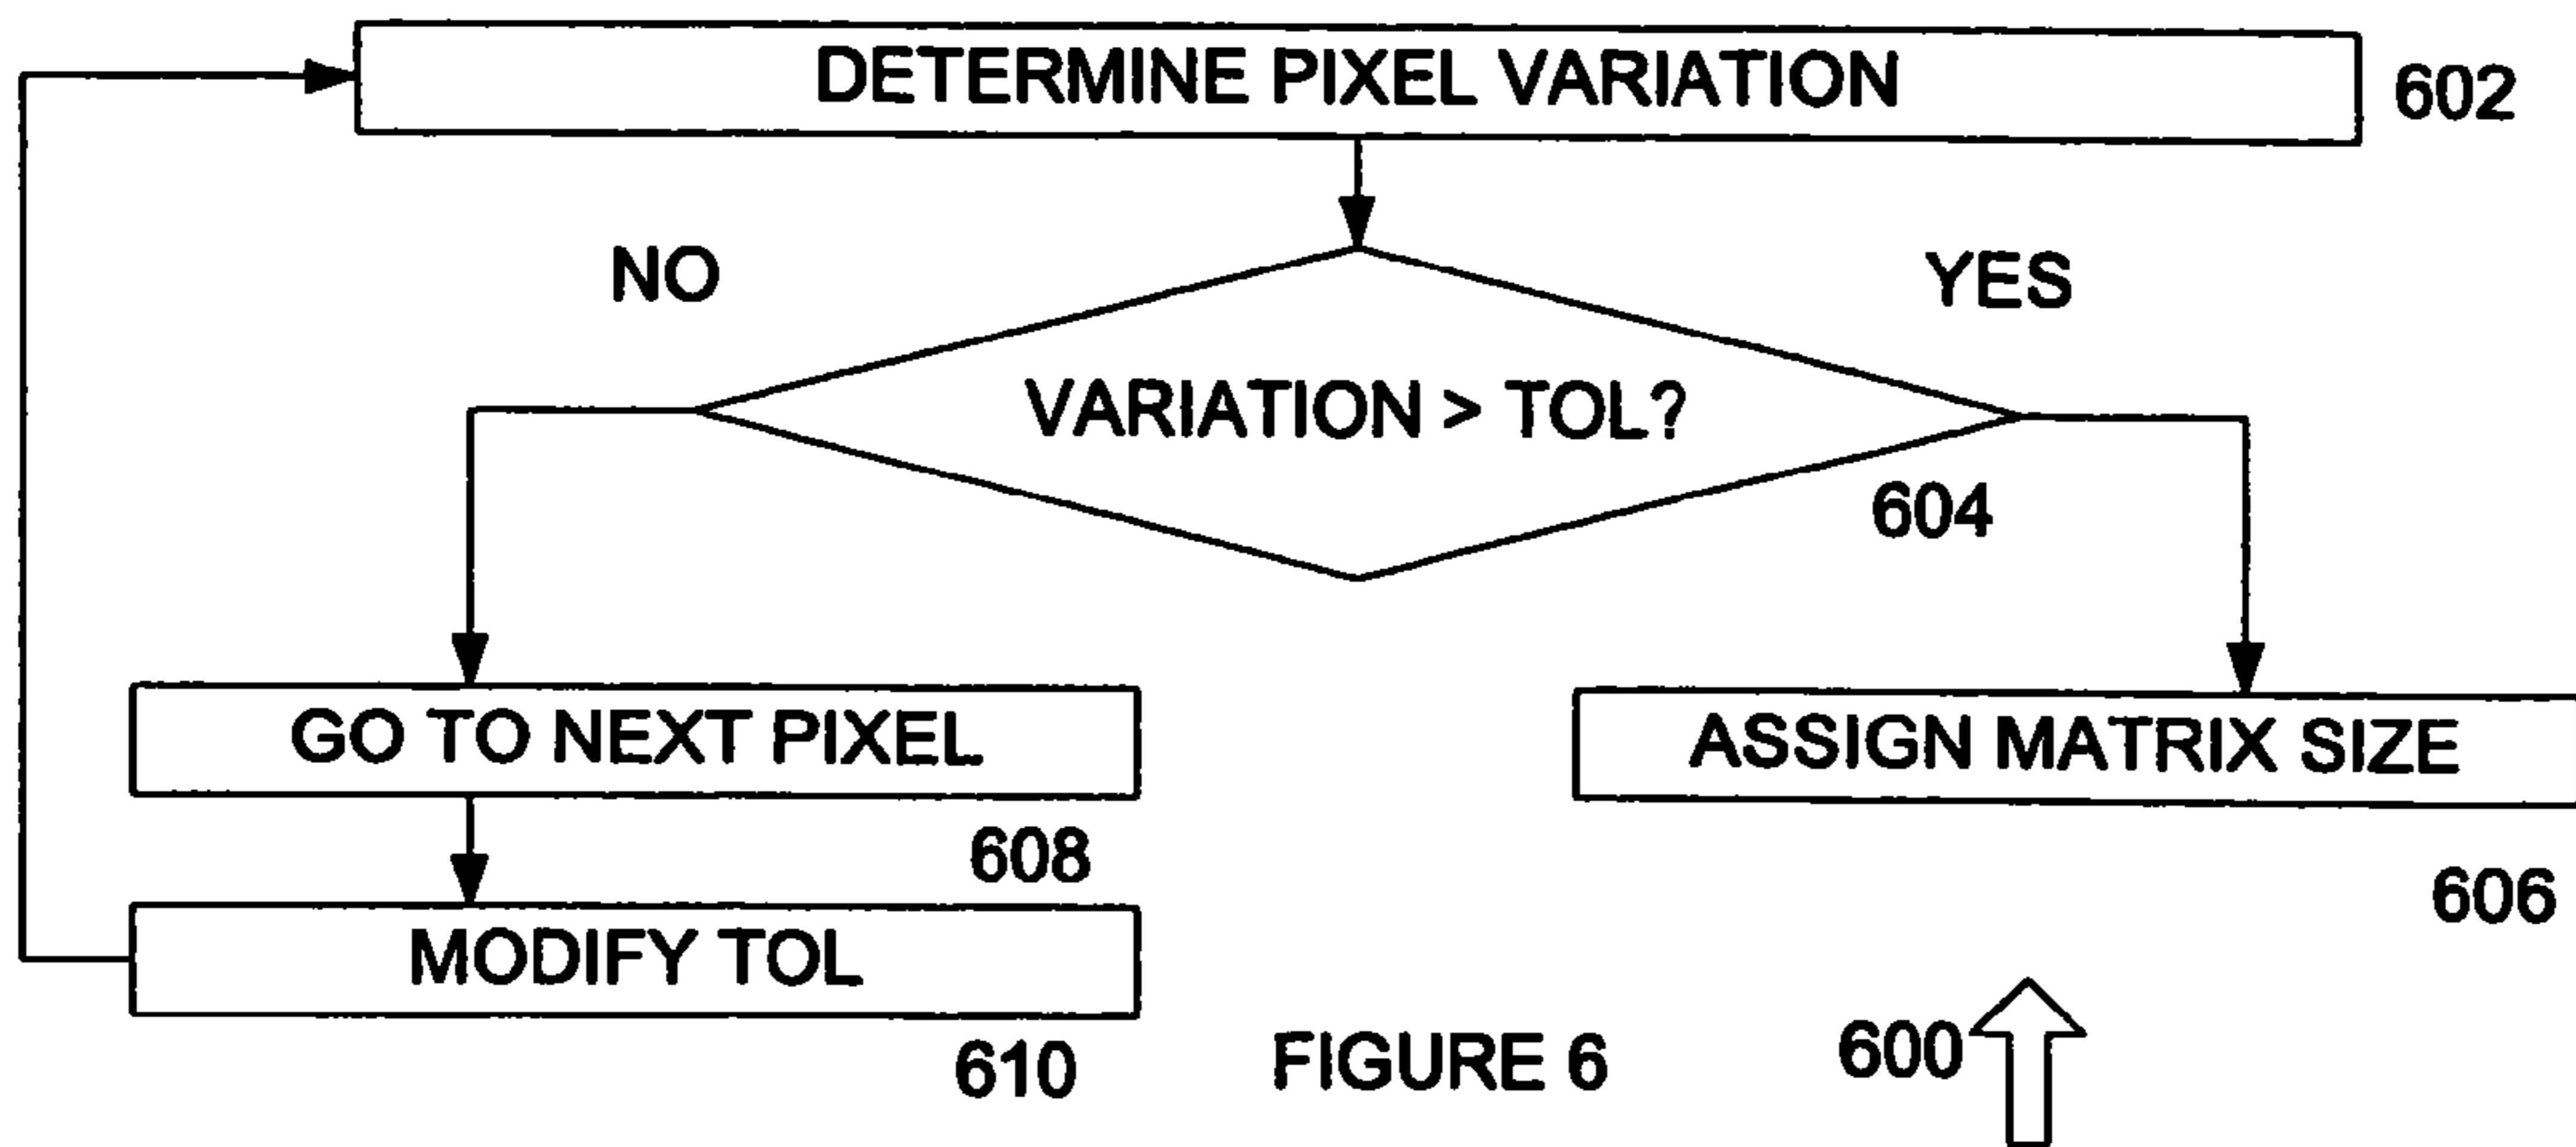 DETERMINE PIXEL VARIATION
602
NO
YES
VARIATION > TOL?
604
GO TO NEXT PIXEL
608
ASSIGN MATRIX SIZE
606
MODIFY TOL
610
FIGURE 6
600